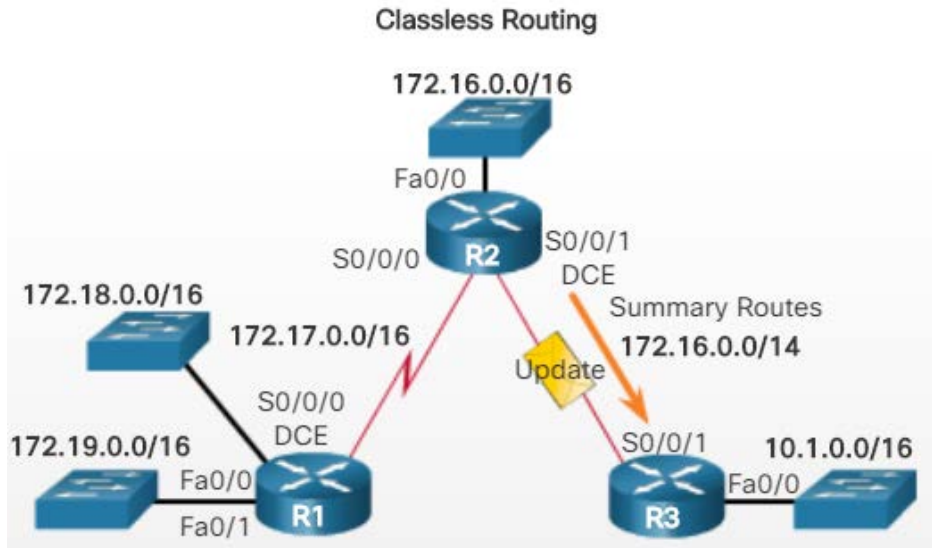 Classless Routing
172.16.0.0/16
Fa0/0
R2
S0/0/0
S0/0/1
DCE
172.18.0.0/16
Summary Routes
172.17.0.0/16
172.16.0.0/14
Update
S0/0/0
DCE
172.19.0.0/16
S0/0/1
10.1.0.0/16
Fa0/0
R1
R3
Fa0/0
Fa0/1